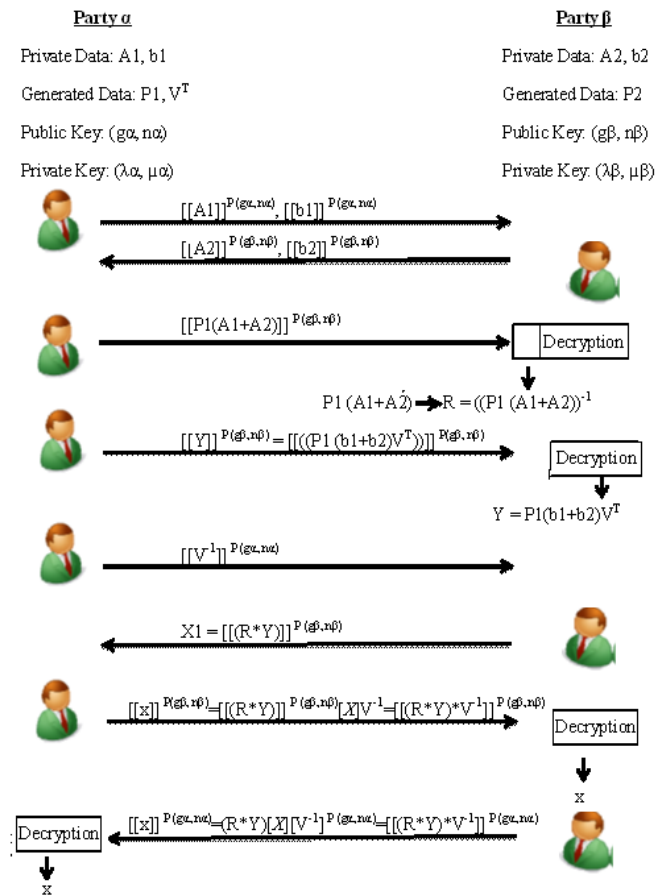 Party α
Party β
Private Data: A1, b1
Private Data: A2, b2
Generated Data: P1, V^T
Generated Data: P2
Public Key: (gα, nα)
Public Key: (gβ, nβ)
Private Key: (λα, μα)
Private Key: (λβ, μβ)
[[A1]]^P(gα,nα), [[b1]]^P(gα,nα)
[[A2]]^P(gβ,nβ), [[b2]]^P(gβ,nβ)
[[P1(A1+A2)]]^P(gβ,nβ)
Decryption
P1 (A1+A2) R = ((P1 (A1+A2))^-1
[[Y]]^P(gβ,nβ) = [[((P1 (b1+b2)V^T))]]^P(gβ,nβ)
Decryption
Y = P1(b1+b2)V^T
[[V^-1]]^P(gα,nα)
X1 = [[(R*Y)]]^P(gβ,nβ)
[[x]]^P(gβ,nβ)=[[(R*Y)]]^P(gβ,nβ)[X]V^-1=[[(R*Y)*V^-1]]^P(gβ,nβ)
Decryption
x
Decryption
[[x]]^P(gα,nα)=(R*Y)[X][V^-1]^P(gα,nα)=[[(R*Y)*V^-1]]^P(gα,nα)
x